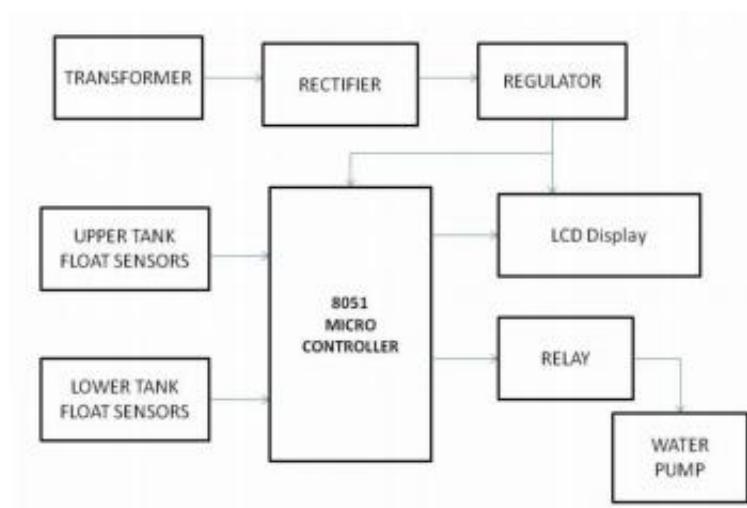 TRANSFORMER
RECTIFIER
REGULATOR
UPPER TANK
FLOAT SENSORS
LCD Display
8051
MICRO
CONTROLLER
LOWER TANK
FLOAT SENSORS
RELAY
WATER
PUMP